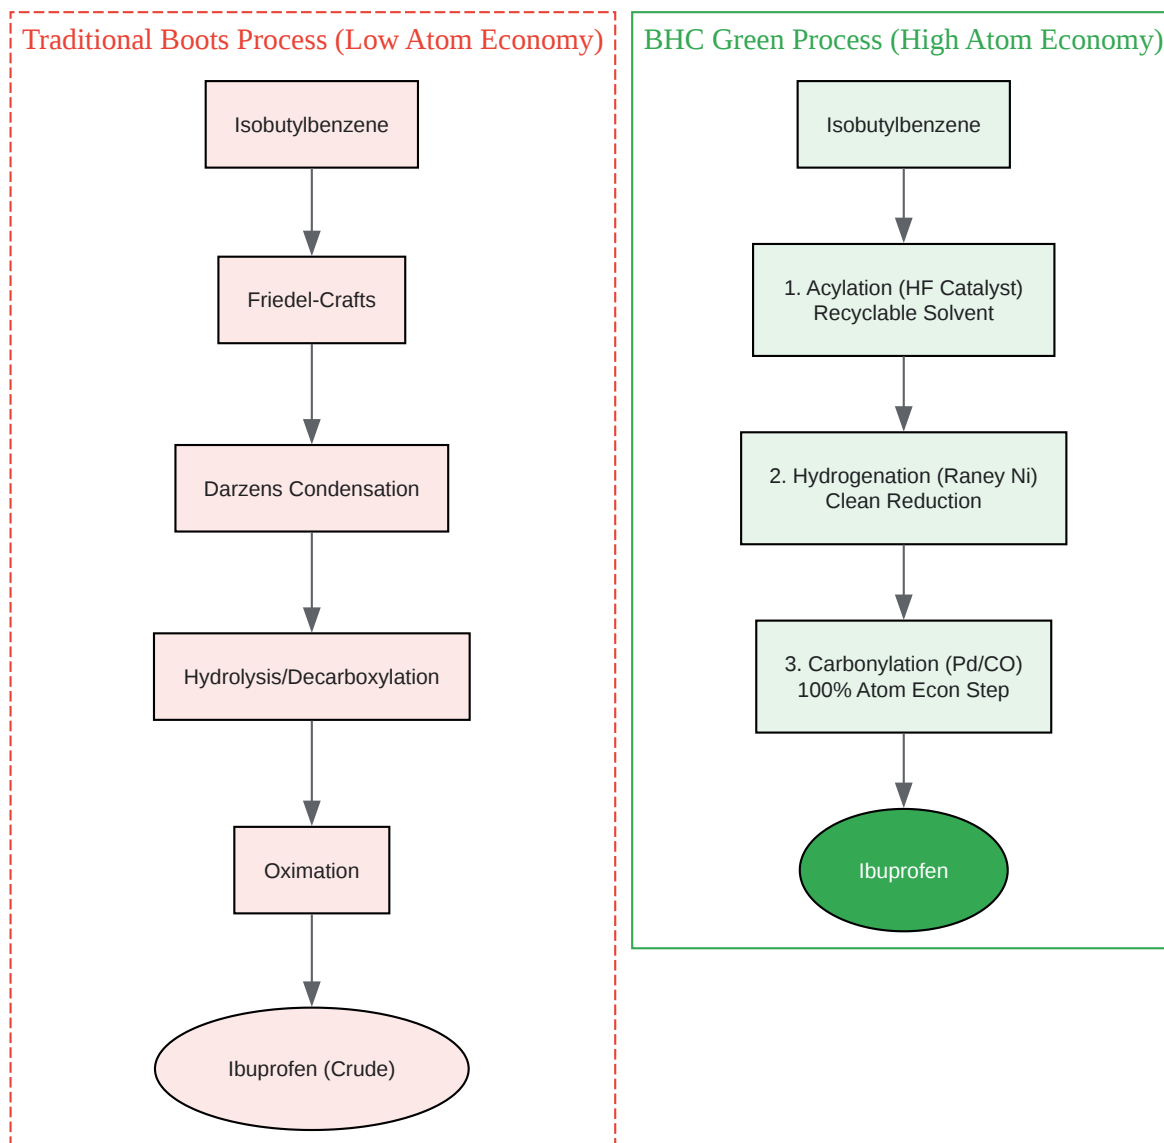 Traditional Boots Process (Low Atom Economy)
Isobutylbenzene
Friedel-Crafts
Darzens Condensation
Hydrolysis/Decarboxylation
Oximation
Ibuprofen (Crude)
BHC Green Process (High Atom Economy)
Isobutylbenzene
1. Acylation (HF Catalyst)
Recyclable Solvent
2. Hydrogenation (Raney Ni)
Clean Reduction
3. Carbonylation (Pd/CO)
100% Atom Econ Step
Ibuprofen